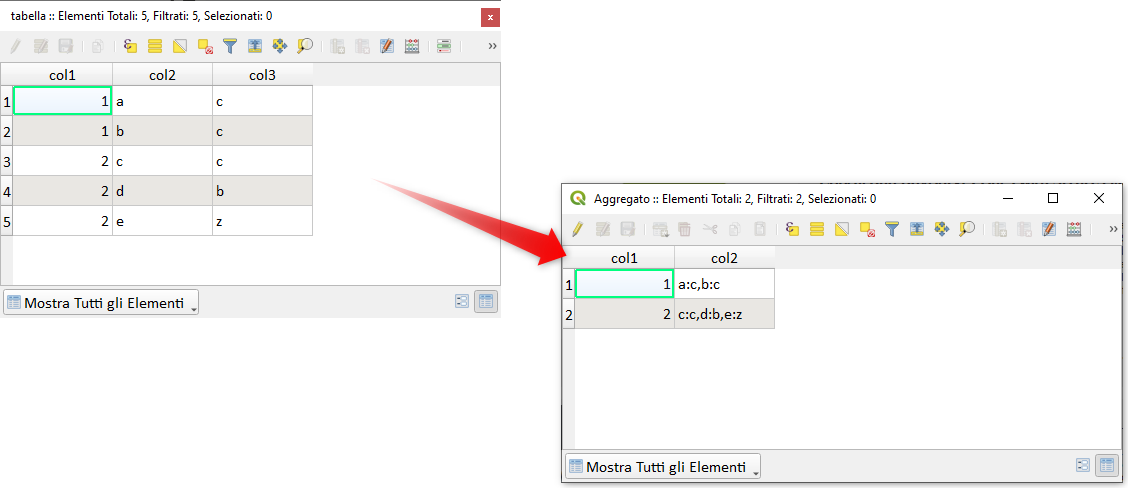 tabella :: Elementi Totali: 5, Filtrati: 5, Selezionati: 0
x
»
col1 col2 col3
1 1 a c
2 1 b c
3 2 c c
4 2 d b
5 2 e z
Mostra Tutti gli Elementi
Aggregato :: Elementi Totali: 2, Filtrati: 2, Selezionati: 0
»
col1 col2
1 1 a:c,b:c
2 2 c:c,d:b,e:z
Mostra Tutti gli Elementi